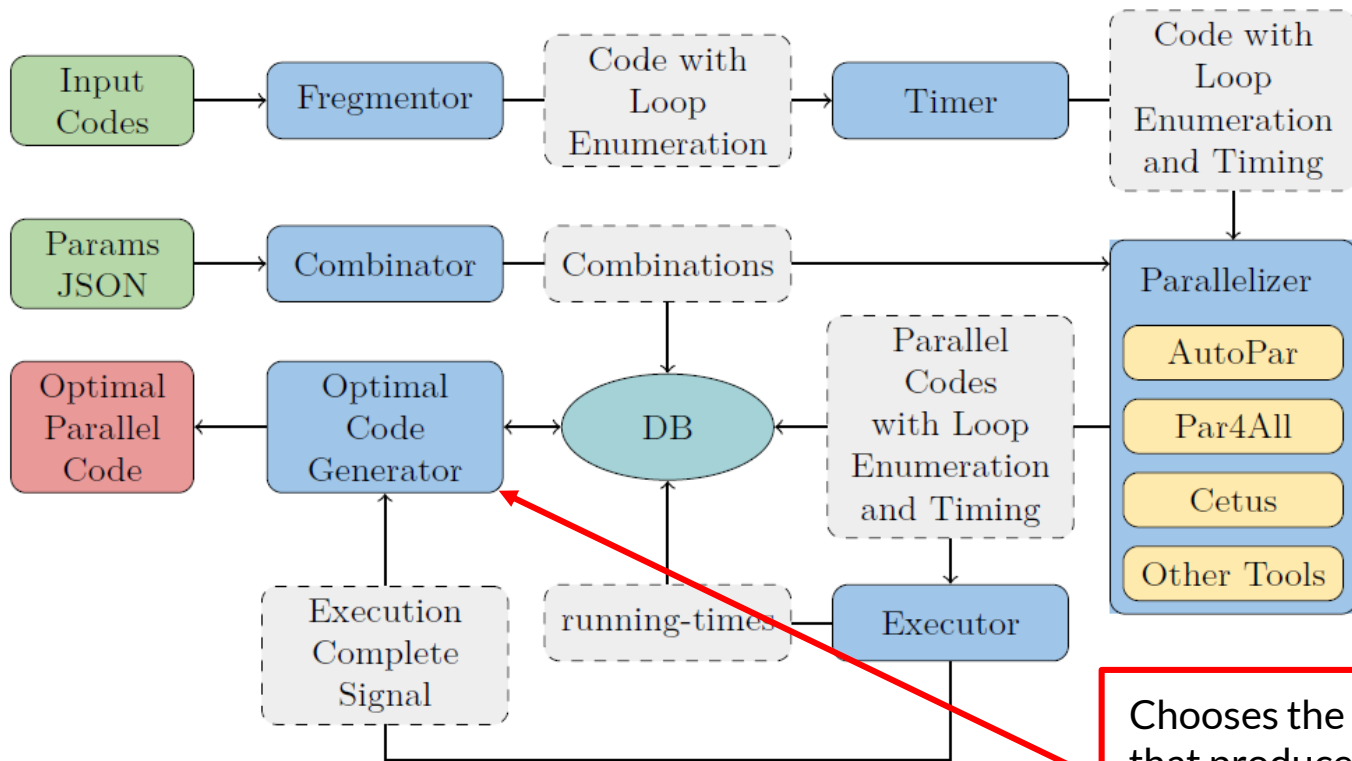 Input
Codes
Fregmentor
Code with
Loop
Enumeration
Timer
Code with
Loop
Enumeration
and Timing
Params
JSON
Combinator
Combinations
Parallelizer
AutoPar
Par4All
Cetus
Other Tools
Optimal
Parallel
Code
Optimal
Code
Generator
DB
Parallel
Codes
with Loop
Enumeration
and Timing
Execution
Complete
Signal
running-times
Executor
Chooses the
that produce